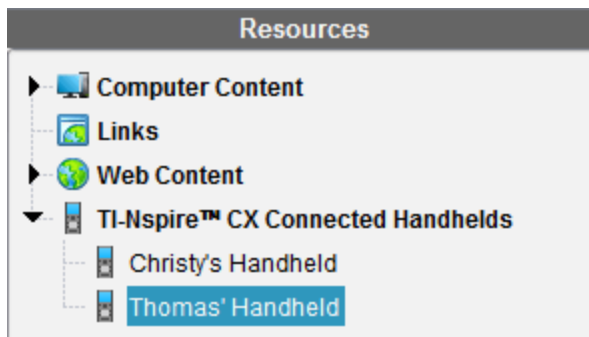 Resources
Computer Content
Links
Web Content
TI-Nspire™ CX Connected Handhelds
Christy's Handheld
Thomas' Handheld